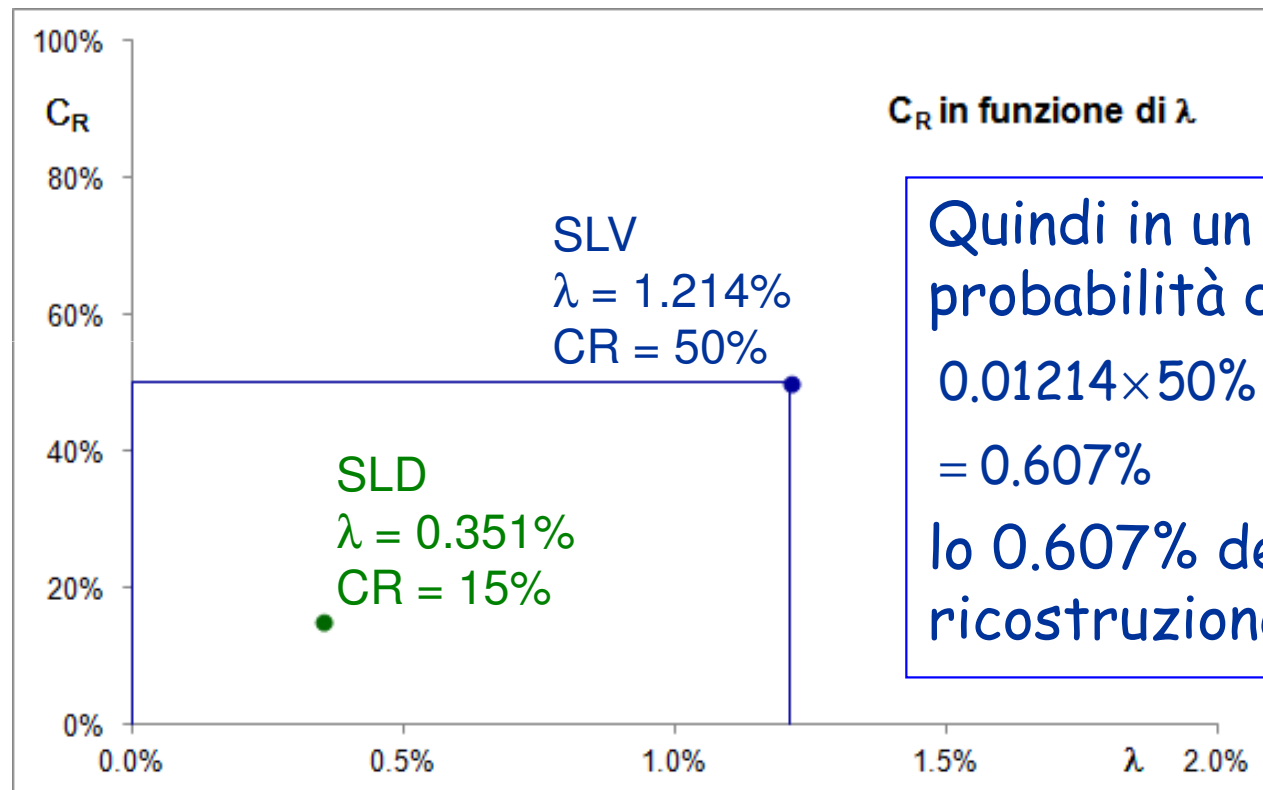 100%
C_R
C_R in funzione di λ
80%
SLV
λ = 1.214%
CR = 50%
Quindi in un
probabilità
0.01214×50%
= 0.607%
lo 0.607%
60%
40%
SLD
λ = 0.351%
CR = 15%
20%
0%
0.0%
0.5%
1.0%
1.5%
λ
2.0%